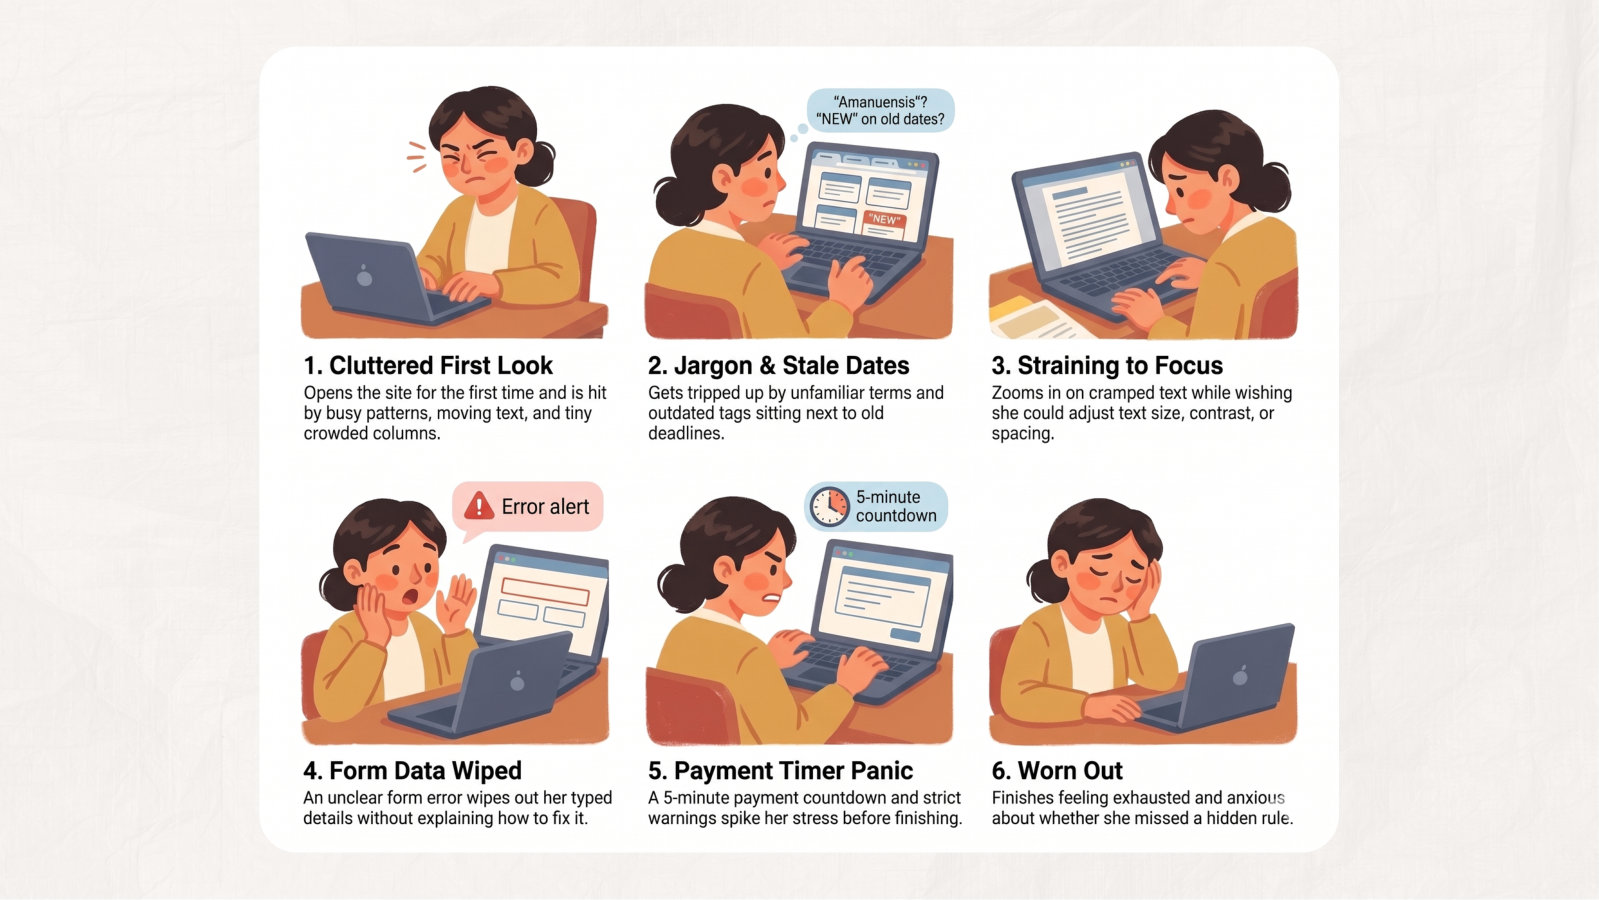 “Amanuensis“?
“NEW” on old dates?
"NEW"
1. Cluttered First Look
Opens the site for the first time and is hit
by busy patterns, moving text, and tiny
crowded columns.
2. Jargon & Stale Dates
Gets tripped up by unfamiliar terms and
outdated tags sitting next to old
deadlines.
3. Straining to Focus
Zooms in on cramped text while wishing
she could adjust text size, contrast, or
spacing.
Error alert
5-minute
countdown
4. Form Data Wiped
An unclear form error wipes out her typed
details without explaining how to fix it.
5. Payment Timer Panic
A 5-minute payment countdown and strict
warnings spike her stress before finishing.
6. Worn Out
Finishes feeling exhausted and anxious
about whether she missed a hidden rule.